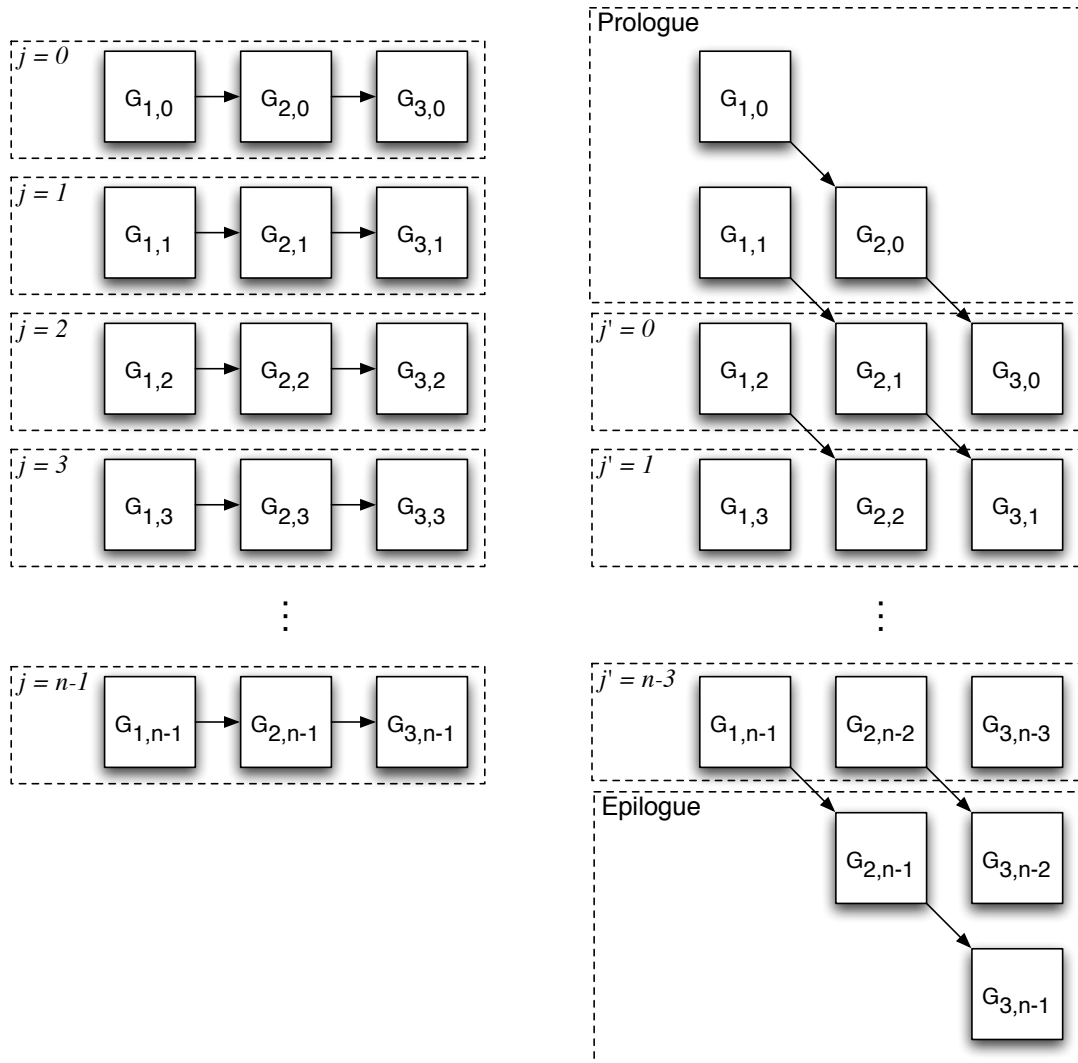 j = 0
G1,0 G2,0 G3,0
j = 1
G1,1 G2,1 G3,1
j = 2
G1,2 G2,2 G3,2
j = 3
G1,3 G2,3 G3,3
⋮
j = n-1
G1,n-1 G2,n-1 G3,n-1
Prologue
G1,0
G1,1 G2,0
j' = 0
G1,2 G2,1 G3,0
j' = 1
G1,3 G2,2 G3,1
⋮
j' = n-3
G1,n-1 G2,n-2 G3,n-3
Epilogue
G2,n-1 G3,n-2
G3,n-1